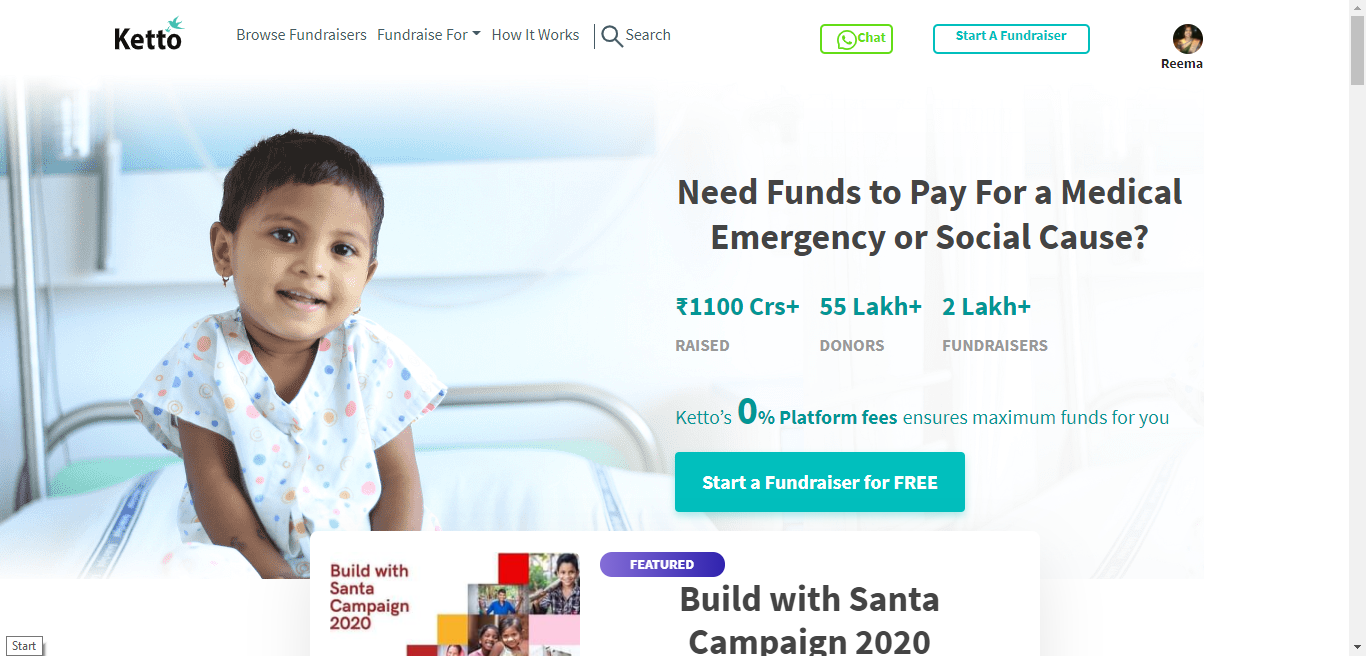 Ketto
Browse Fundraisers Fundraise For How It Works Search
Chat
Start A Fundraiser
Reema
Need Funds to Pay For a Medical
Emergency or Social Cause?
₹1100 Crs+ 55 Lakh+ 2 Lakh+
RAISED DONORS FUNDRAISERS
Ketto’s 0% Platform fees ensures maximum funds for you
Start a Fundraiser for FREE
Build with
Santa
Campaign
2020
FEATURED
Build with Santa
Campaign 2020
Start